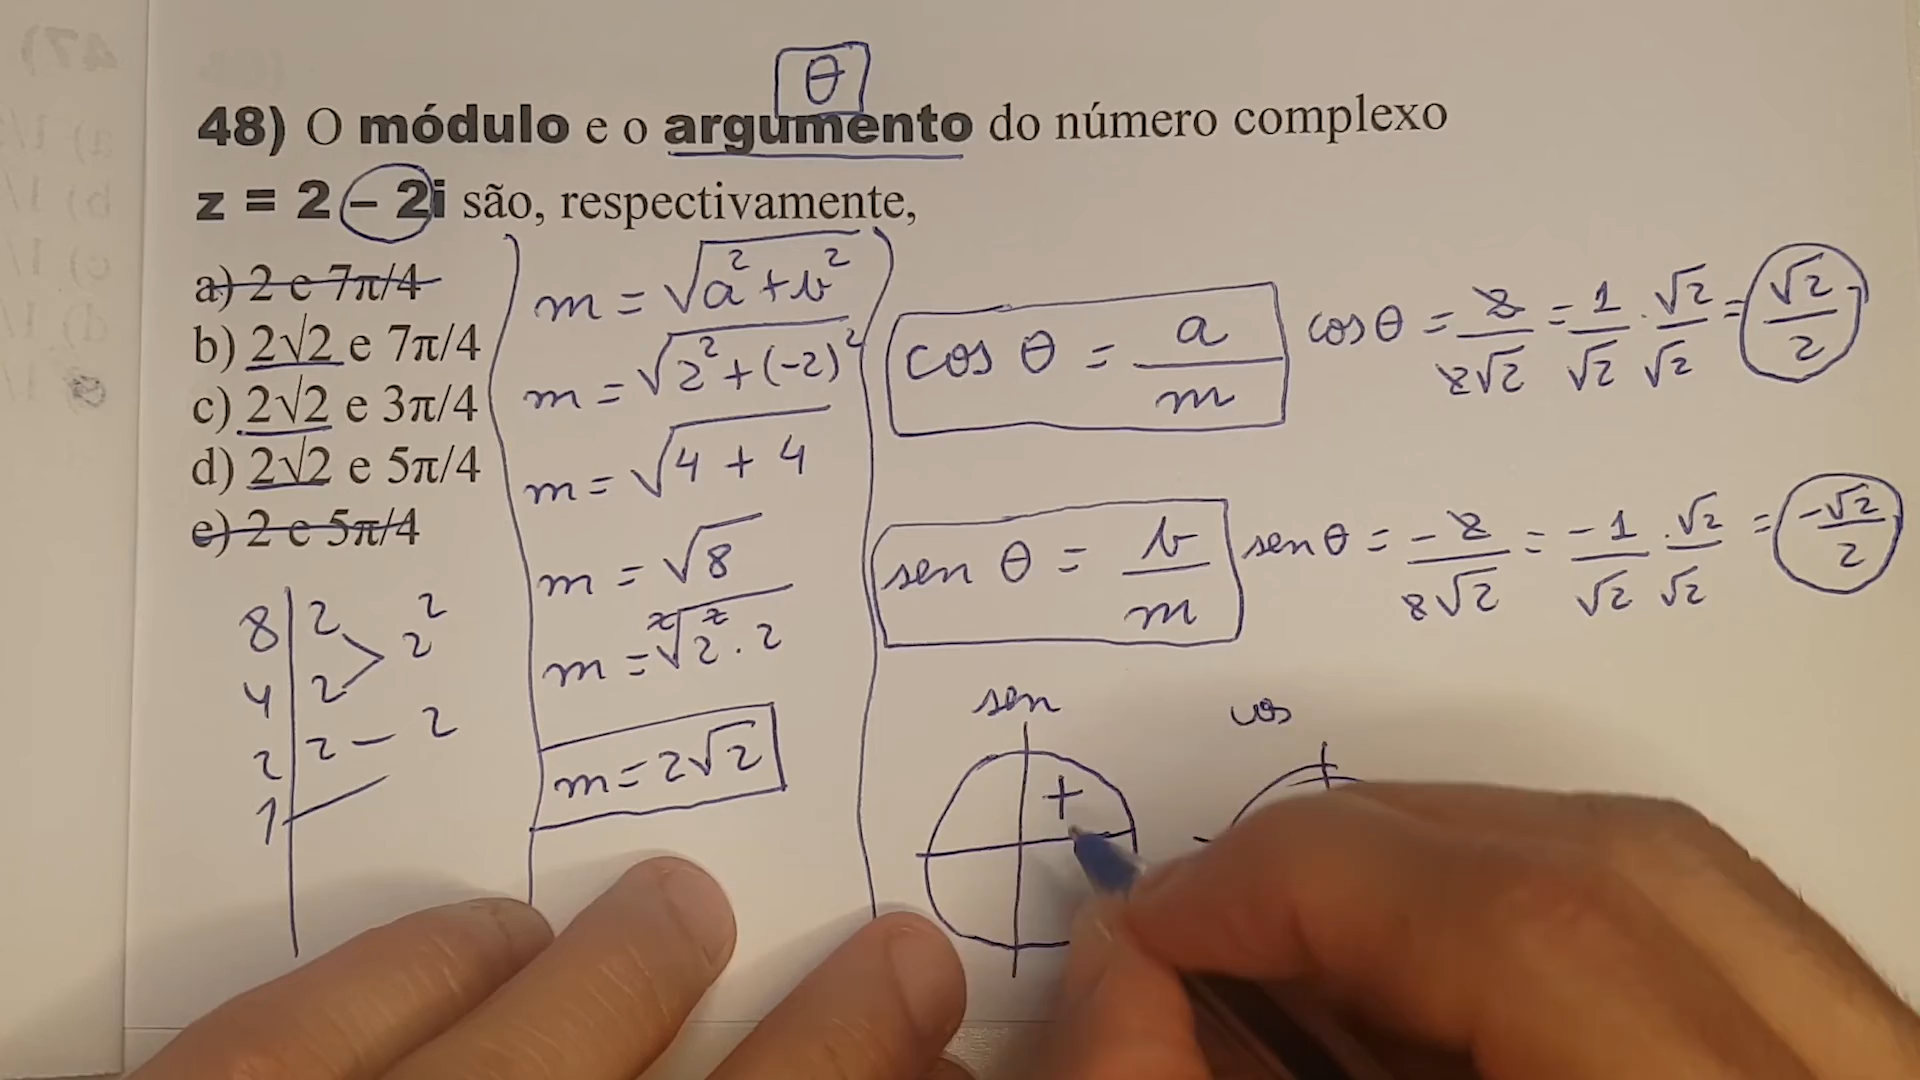 θ
48) O módulo e o argumento do número complexo
z = 2 – 2i são, respectivamente,
a) 2 e 7π/4
b) 2√2 e 7π/4
c) 2√2 e 3π/4
d) 2√2 e 5π/4
e) 2 e 5π/4
8 | 2
4 | 2
2²
2 | 2 – 2
1
m = √a² + b²
m = √2² + (-2)²
m = √4 + 4
m = √8
m = ²√2² . 2
m = 2√2
cos θ = a/m
cos θ = 2/2√2 = 1/√2 . √2/√2 = √2/2
sen θ = b/m
sen θ = -2/2√2 = -1/√2 . √2/√2 = -√2/2
sen
+
cos